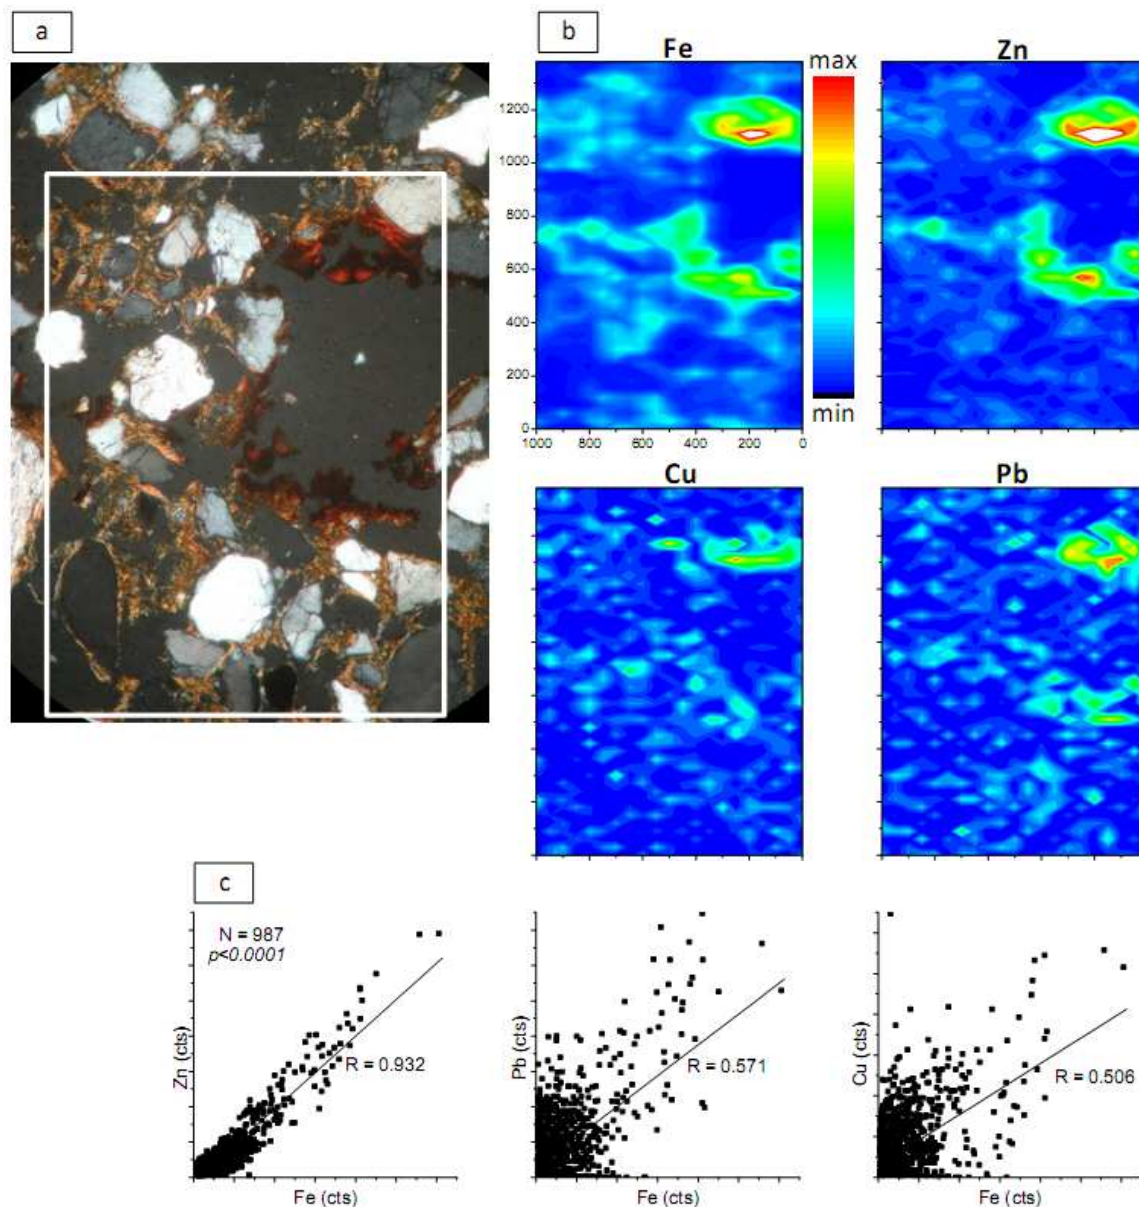 a
b
Fe
Zn
max
min
1200
1000
800
600
400
200
0
1000
800
600
400
200
0
Cu
Pb
c
N = 987
p<0.0001
R = 0.932
Zn (cts)
Fe (cts)
R = 0.571
Pb (cts)
Fe (cts)
R = 0.506
Cu (cts)
Fe (cts)